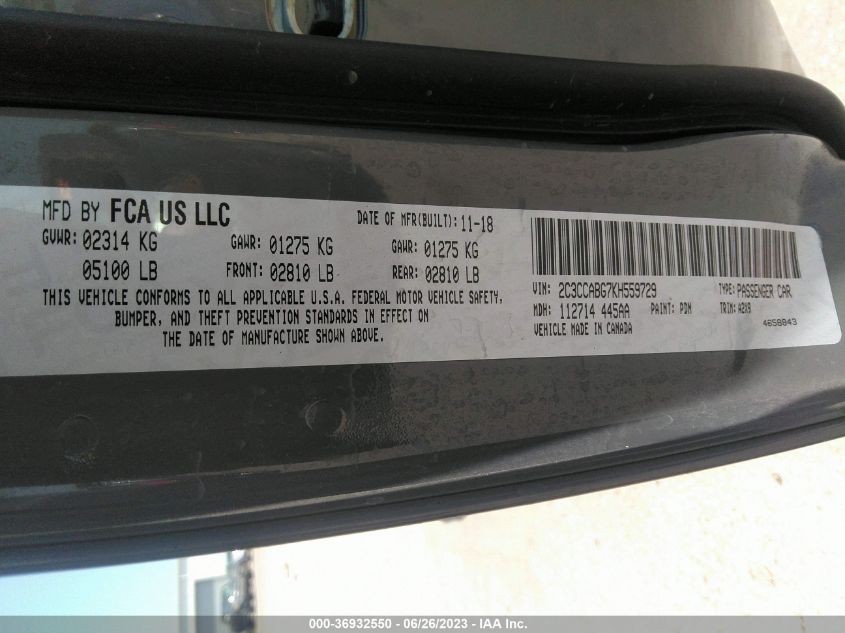 MFD BY FCA US LLC
DATE OF MFR(BUILT): 11-18
GVWR: 02314 KG
GAWR: 01275 KG
GAWR: 01275 KG
05100 LB
FRONT: 02810 LB
REAR: 02810 LB
THIS VEHICLE CONFORMS TO ALL APPLICABLE U.S.A. FEDERAL MOTOR VEHICLE SAFETY,
BUMPER, AND THEFT PREVENTION STANDARDS IN EFFECT ON
THE DATE OF MANUFACTURE SHOWN ABOVE.
VIN: 2C3CCABG7KH559729
TYPE: PASSENGER CAR
MDH: 112714 445AA
PAINT: PDN
TRIM: A2X9
VEHICLE MADE IN CANADA
4658843
000-36932550 - 06/26/2023 - IAA Inc.